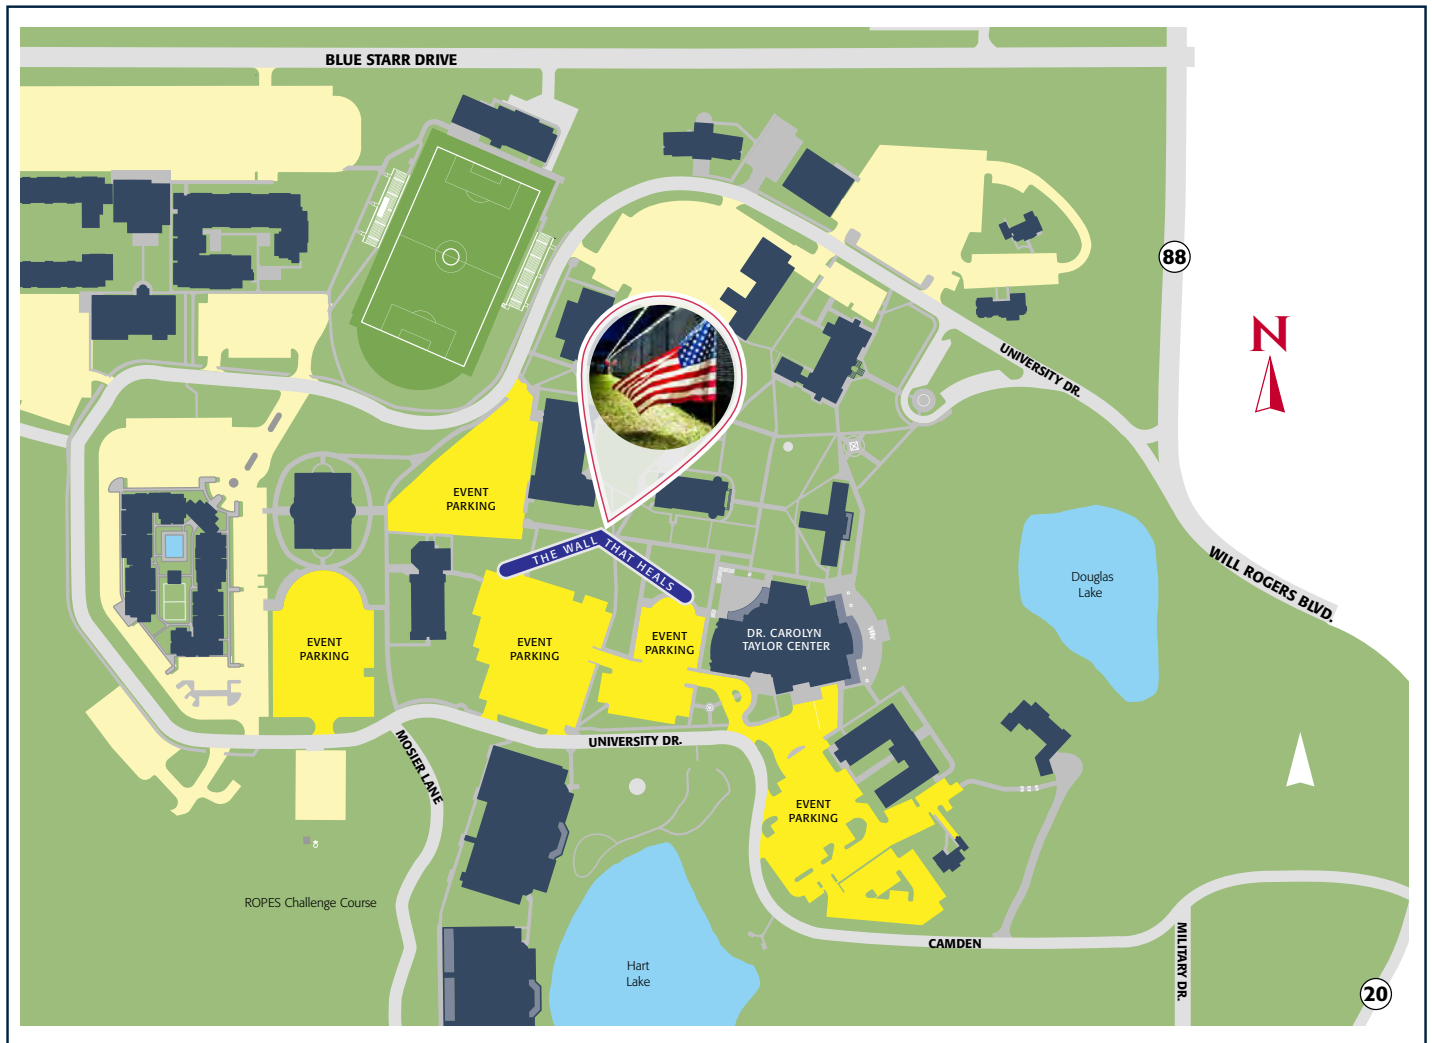 BLUE STARR DRIVE
88
N
UNIVERSITY DR.
EVENT
PARKING
THE WALL THAT HEALS
WILL ROGERS BLVD.
Douglas
Lake
EVENT
PARKING
EVENT
PARKING
EVENT
PARKING
DR. CAROLYN
TAYLOR CENTER
MOSIER LANE
UNIVERSITY DR.
EVENT
PARKING
ROPES Challenge Course
CAMDEN
MILITARY DR.
Hart
Lake
20